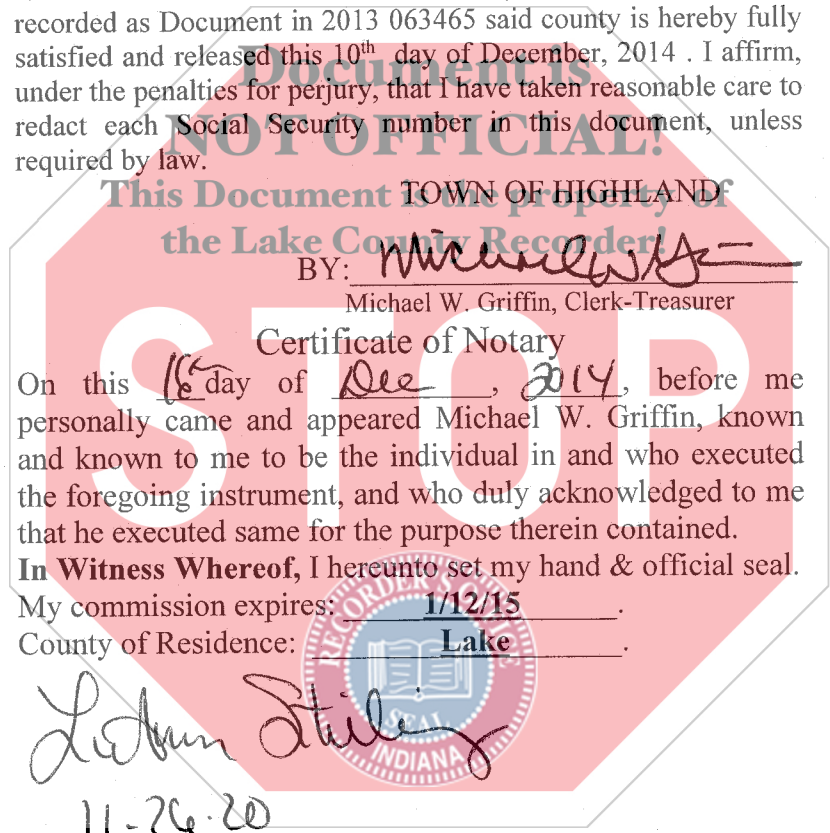 recorded as Document in 2013 063465 said county is hereby fully
satisfied and released this 10th day of December, 2014 . I affirm,
Document is
under the penalties for perjury, that I have taken reasonable care to
redact each Social Security number in this document, unless
NOT OFFICIAL!
required by law.
This Document is the property of
TOWN OF HIGHLAND
the Lake County Recorder!
BY: Michael W. Griffin
Michael W. Griffin, Clerk-Treasurer
STOP
Certificate of Notary
On this 16th day of Dec, 2014, before me
personally came and appeared Michael W. Griffin, known
and known to me to be the individual in and who executed
the foregoing instrument, and who duly acknowledged to me
that he executed same for the purpose therein contained.
In Witness Whereof, I hereunto set my hand & official seal.
My commission expires: 1/12/15.
County of Residence: Lake.
SEAL
INDIANA
11-26-20